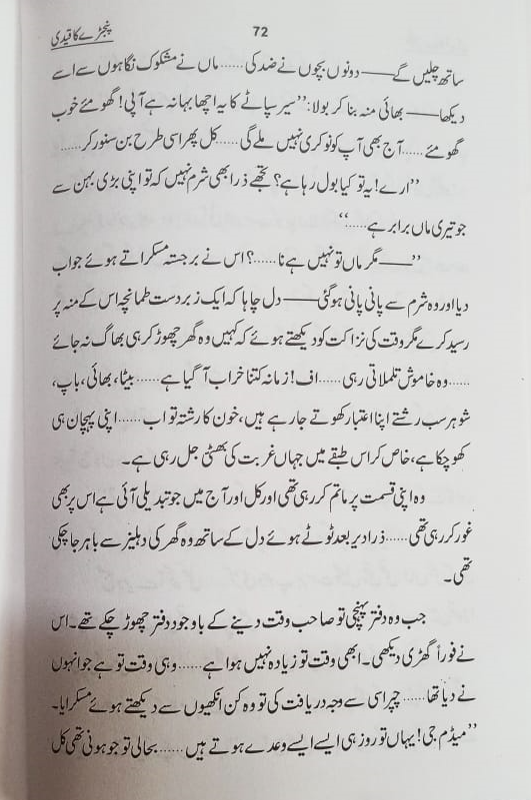 72
پنجڑے کا قیدی
ساتھ چلیں گے —— دونوں بچوں نے ضد کی...... ماں نے مشکوک نگاہوں سے اسے
دیکھا —— بھائی منہ بنا کر بولا: ’’سیر سپاٹے کا یہ اچھا بہانہ ہے آپی! گھومئے خوب
گھومئے...... آج بھی آپ کو نوکری نہیں ملے گی...... کل پھر اسی طرح بن سنور کر......
’’ارے! یہ تو کیا بول رہا ہے؟ تجھے ذرا بھی شرم نہیں کہ تو اپنی بڑی بہن سے
جو تیری ماں برابر ہے......‘‘
’’—— مگر ماں تو نہیں ہے نا......؟ اس نے برجستہ مسکراتے ہوئے جواب
دیا اور وہ شرم سے پانی پانی ہو گئی —— دل چاہا کہ ایک زبردست طمانچہ اس کے منہ پر
رسید کرے مگر وقت کی نزاکت کو دیکھتے ہوئے کہ کہیں وہ گھر چھوڑ کر ہی بھاگ نہ جائے
...... وہ خاموش تلملاتی رہی...... اف! زمانہ کتنا خراب آ گیا ہے...... بیٹا، بھائی، باپ،
شوہر سب رشتے اپنا اعتبار کھوتے جا رہے ہیں، خون کا رشتہ تو اب...... اپنی پہچان ہی
کھو چکا ہے، خاص کر اس طبقے میں جہاں غربت کی بھٹی جل رہی ہے۔
وہ اپنی قسمت پر ماتم کر رہی تھی اور کل اور آج میں جو تبدیلی آئی ہے اس پر بھی
غور کر رہی تھی...... ذرا دیر بعد ٹوٹے ہوئے دل کے ساتھ وہ گھر کی دہلیز سے باہر جا چکی
تھی۔
جب وہ دفتر پہنچی تو صاحب وقت دینے کے باوجود دفتر چھوڑ چکے تھے۔ اس
نے فوراً گھڑی دیکھی۔ ابھی وقت تو زیادہ نہیں ہوا ہے...... وہی وقت تو ہے جو انہوں
نے دیا تھا...... چپراسی سے وجہ دریافت کی تو وہ کن انکھیوں سے دیکھتے ہوئے مسکرایا۔
’’میڈم جی! یہاں تو روز ہی ایسے ایسے وعدے ہوتے ہیں...... بحالی تو جو ہونی تھی کل